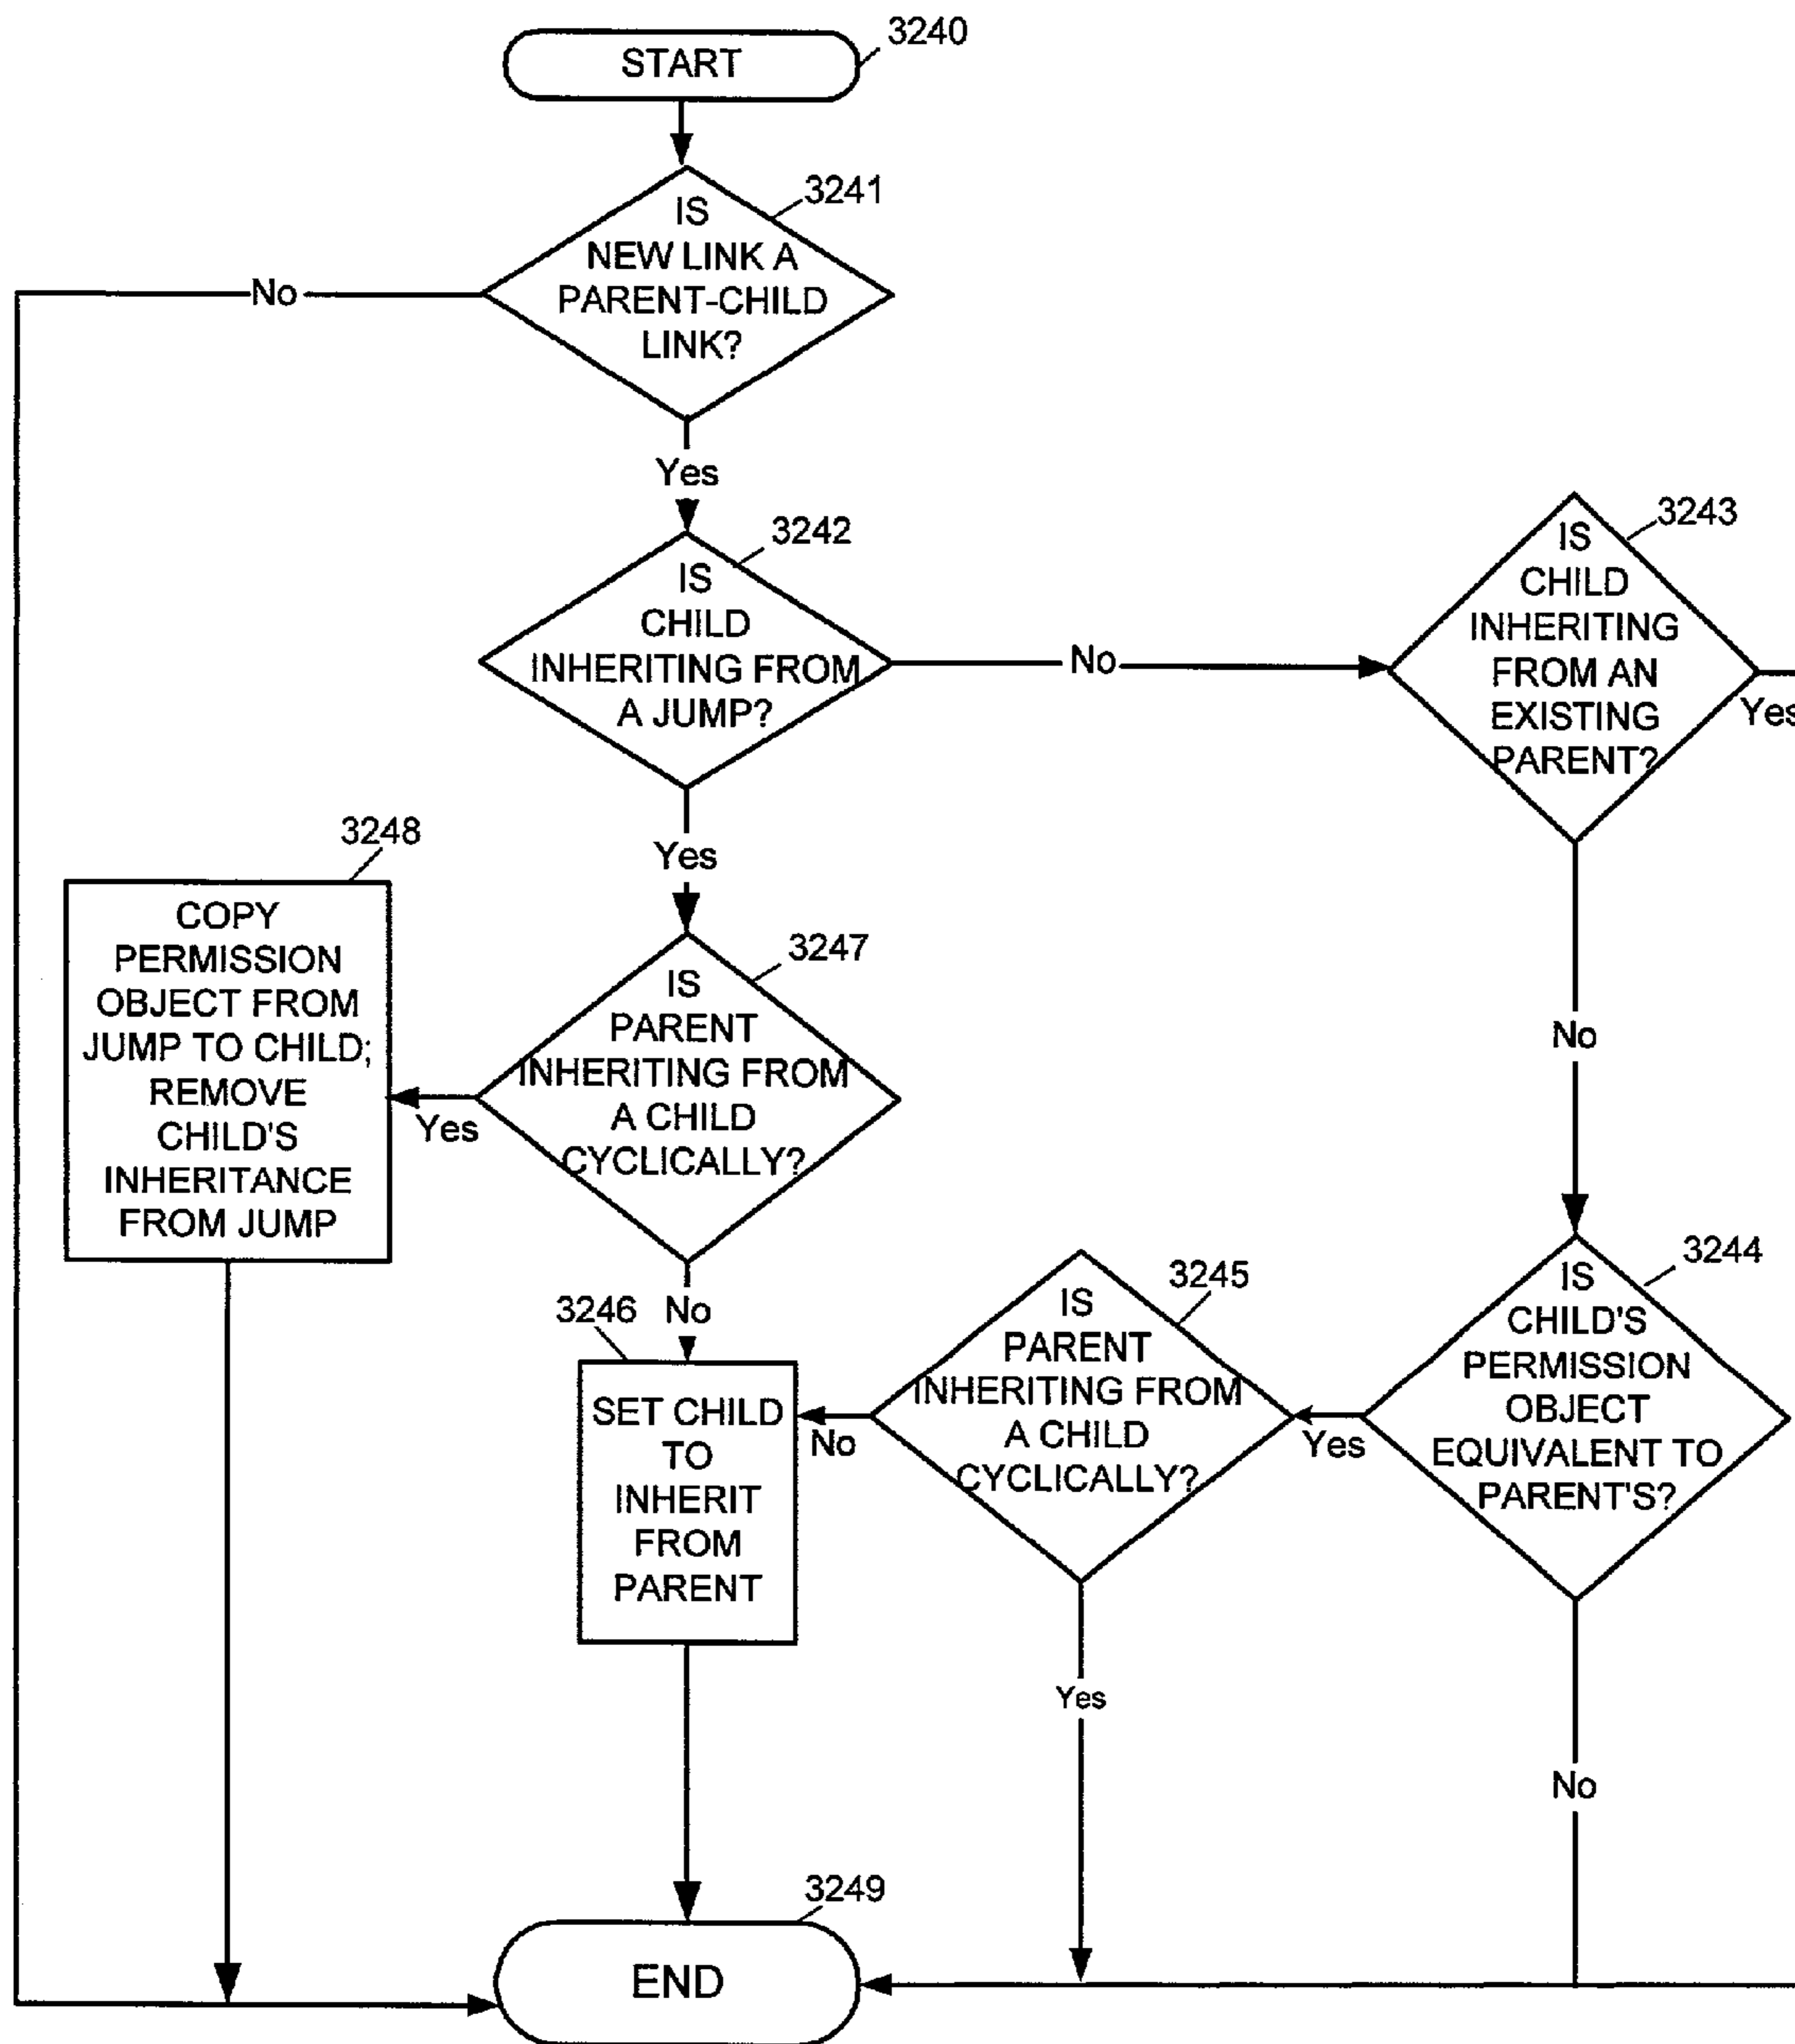 3240
START
3241
IS
NEW LINK A
PARENT-CHILD
LINK?
No
Yes
3242
IS
CHILD
INHERITING FROM
A JUMP?
No
3243
IS
CHILD
INHERITING
FROM AN
EXISTING
PARENT?
Yes
Yes
3248
COPY
PERMISSION
OBJECT FROM
JUMP TO CHILD;
REMOVE
CHILD'S
INHERITANCE
FROM JUMP
3247
IS
PARENT
INHERITING FROM
A CHILD
CYCLICALLY?
Yes
No
No
3246
SET CHILD
TO
INHERIT
FROM
PARENT
3245
IS
PARENT
INHERITING FROM
A CHILD
CYCLICALLY?
No
Yes
3244
IS
CHILD'S
PERMISSION
OBJECT
EQUIVALENT TO
PARENT'S?
Yes
No
3249
END